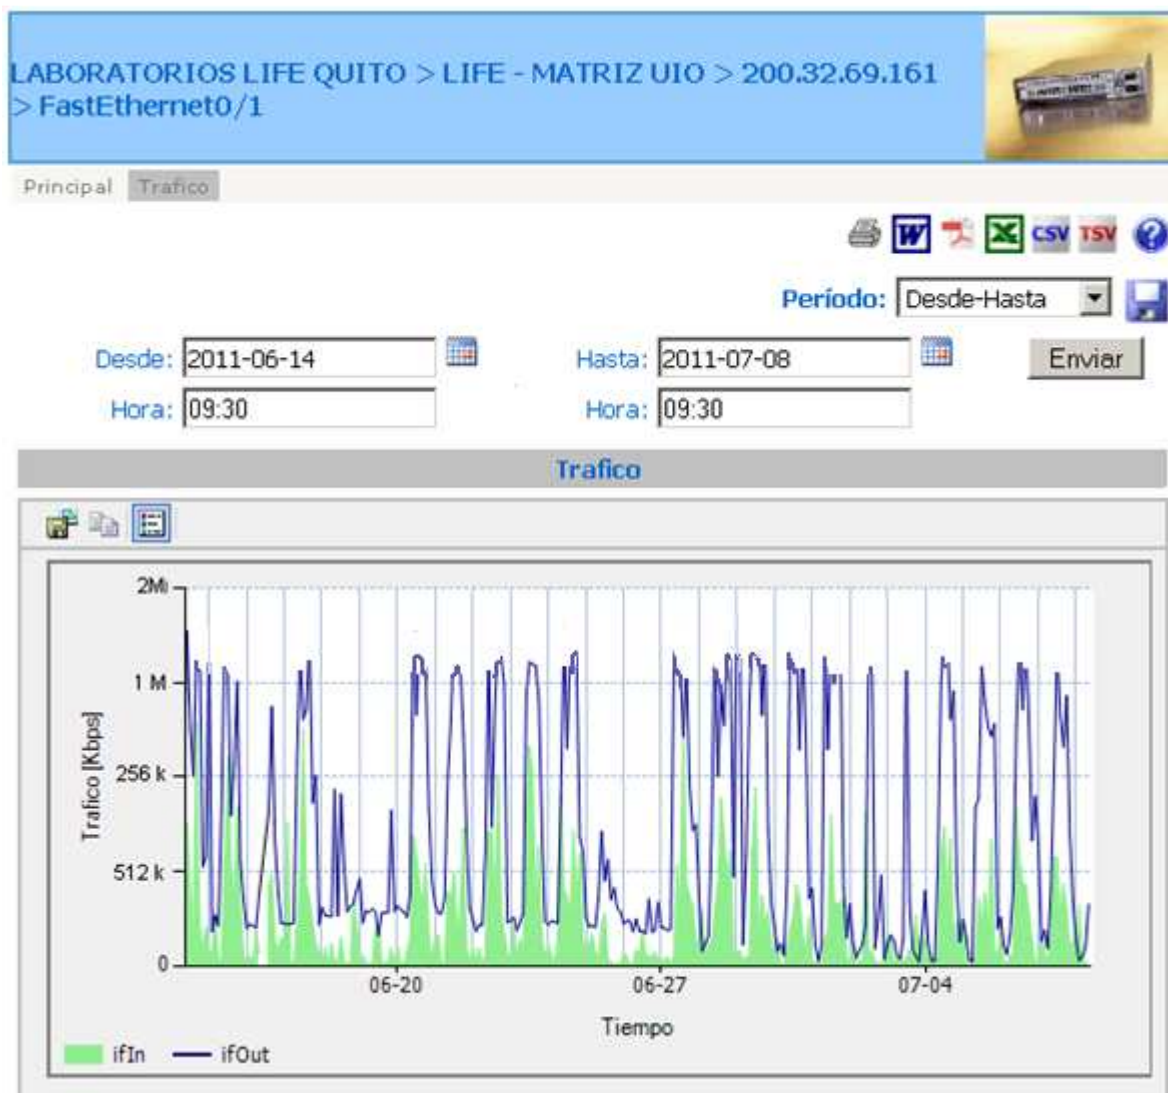 LABORATORIOS LIFE QUITO > LIFE - MATRIZ UIO > 200.32.69.161
> FastEthernet0/1
Principal Trafico
W X CSV TSV ?
Período: Desde-Hasta
Desde: 2011-06-14 Hasta: 2011-07-08 Enviar
Hora: 09:30 Hora: 09:30
Trafico
2M
1 M
256 k
512 k
0
Trafico [Kbps]
06-20 06-27 07-04
Tiempo
ifIn ifOut